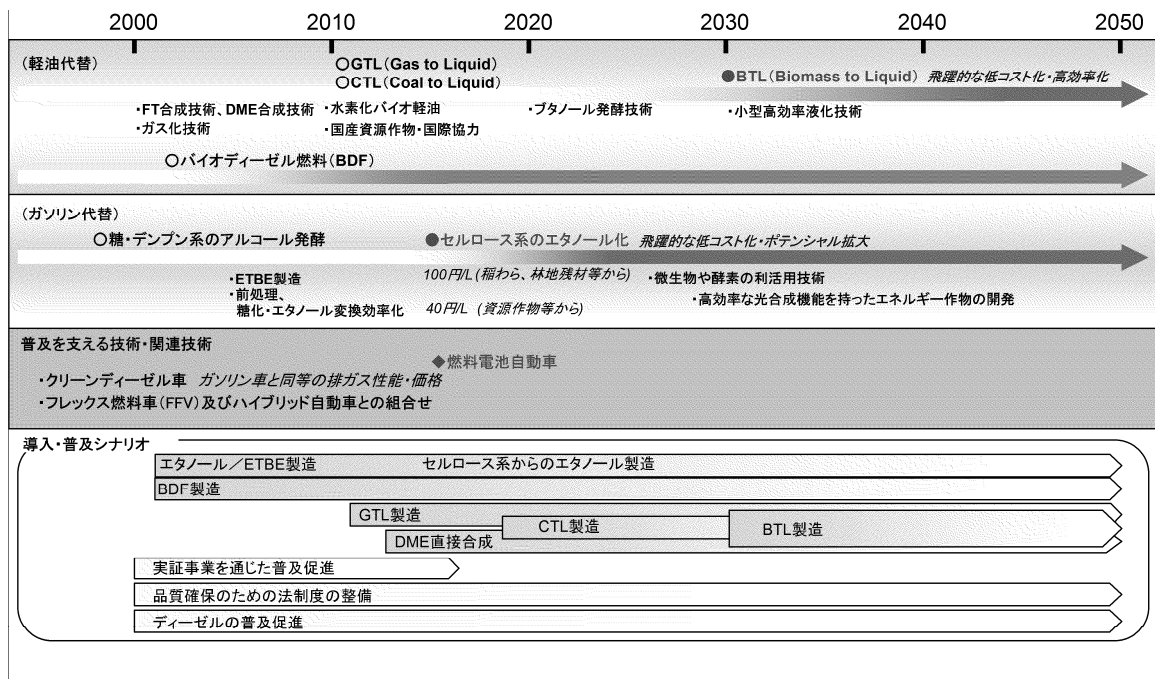 2000 2010 2020 2030 2040 2050
(軽油代替)
○GTL(Gas to Liquid)
○CTL(Coal to Liquid)
●BTL(Biomass to Liquid) 飛躍的な低コスト化・高効率化
・FT合成技術、DME合成技術
・ガス化技術
・水素化バイオ軽油
・国産資源作物・国際協力
・ブタノール発酵技術
・小型高効率液化技術
○バイオディーゼル燃料(BDF)
(ガソリン代替)
○糖・デンプン系のアルコール発酵
●セルロース系のエタノール化 飛躍的な低コスト化・ポテンシャル拡大
・ETBE製造
・前処理、
糖化・エタノール変換効率化
100円/L(稲わら、林地残材等から)
40円/L (資源作物等から)
・微生物や酵素の利活用技術
・高効率な光合成機能を持ったエネルギー作物の開発
普及を支える技術・関連技術
◆燃料電池自動車
・クリーンディーゼル車 ガソリン車と同等の排ガス性能・価格
・フレックス燃料車(FFV)及びハイブリッド自動車との組合せ
導入・普及シナリオ
エタノール/ETBE製造 セルロース系からのエタノール製造
BDF製造
GTL製造
CTL製造
BTL製造
DME直接合成
実証事業を通じた普及促進
品質確保のための法制度の整備
ディーゼルの普及促進